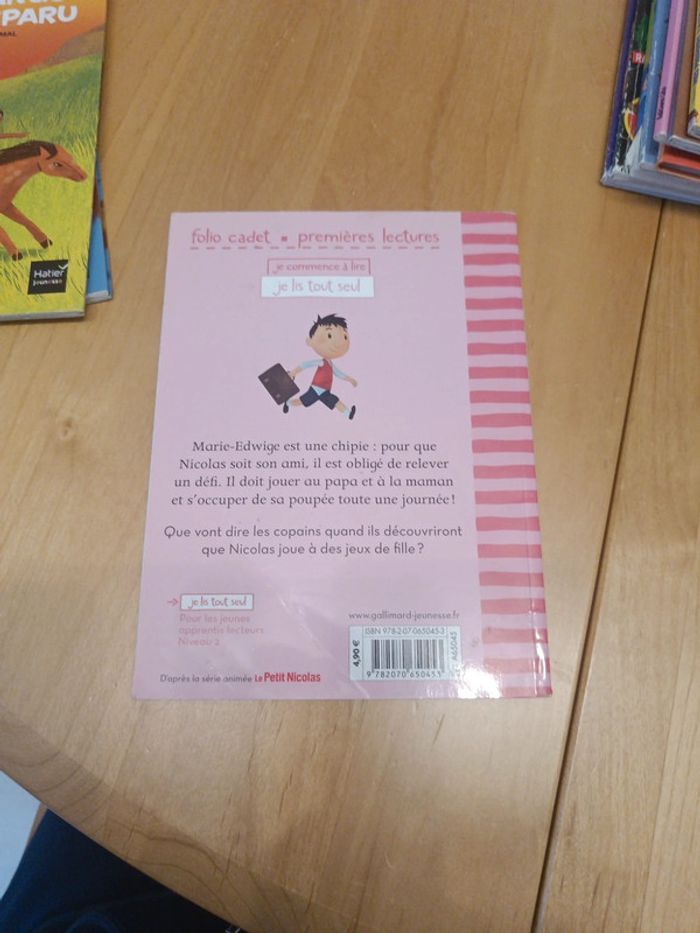 PARU
MAL
Hatier
jeunesse
folio cadet ▪ premières lectures
je commence à lire
je lis tout seul
Marie-Edwige est une chipie : pour que
Nicolas soit son ami, il est obligé de relever
un défi. Il doit jouer au papa et à la maman
et s'occuper de sa poupée toute une journée !
Que vont dire les copains quand ils découvriront
que Nicolas joue à des jeux de fille ?
→ je lis tout seul
Pour les jeunes
apprentis lecteurs
Niveau 2
www.gallimard-jeunesse.fr
ISBN 978-2-07-065045-3
4,90 €
A65045
9 782070 650453
D'après la série animée Le Petit Nicolas